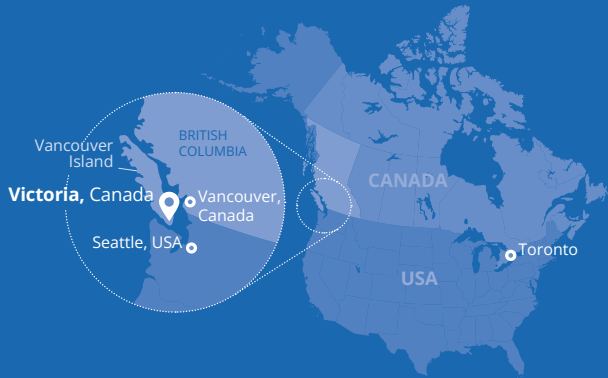 BRITISH
COLUMBIA
Vancouver
Island
Victoria, Canada
Vancouver,
Canada
Seattle, USA
CANADA
USA
Toronto